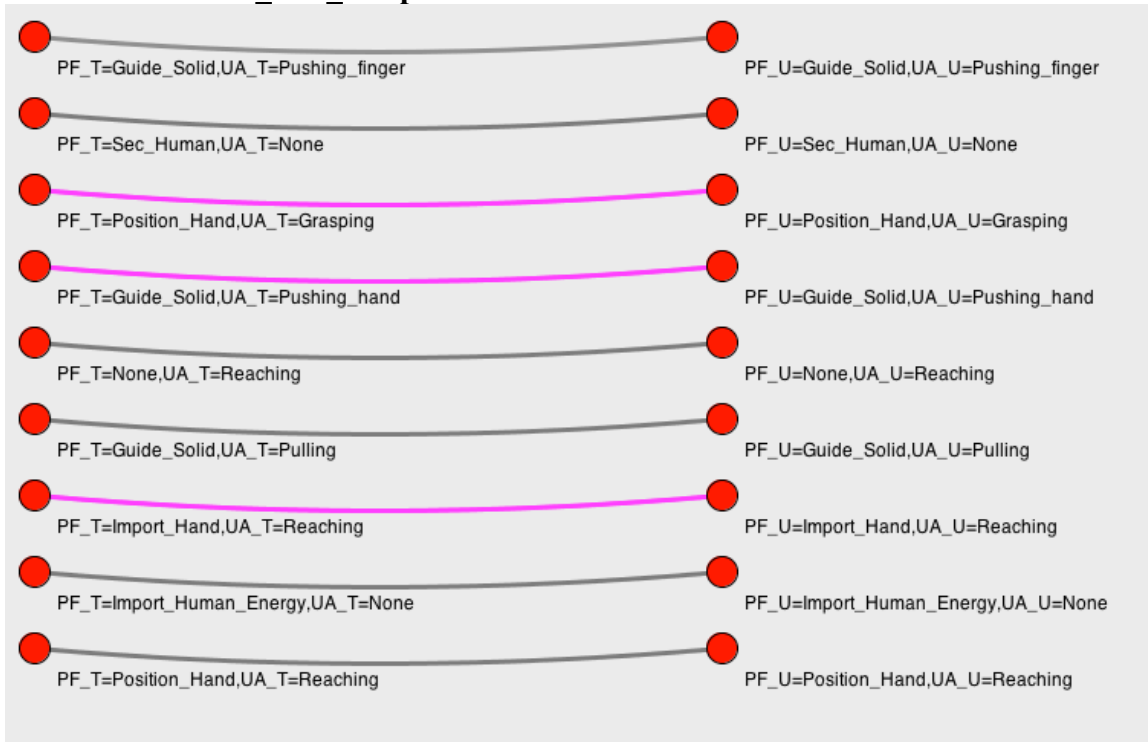 PF_T=Guide_Solid,UA_T=Pushing_finger PF_U=Guide_Solid,UA_U=Pushing_finger
PF_T=Sec_Human,UA_T=None PF_U=Sec_Human,UA_U=None
PF_T=Position_Hand,UA_T=Grasping PF_U=Position_Hand,UA_U=Grasping
PF_T=Guide_Solid,UA_T=Pushing_hand PF_U=Guide_Solid,UA_U=Pushing_hand
PF_T=None,UA_T=Reaching PF_U=None,UA_U=Reaching
PF_T=Guide_Solid,UA_T=Pulling PF_U=Guide_Solid,UA_U=Pulling
PF_T=Import_Hand,UA_T=Reaching PF_U=Import_Hand,UA_U=Reaching
PF_T=Import_Human_Energy,UA_T=None PF_U=Import_Human_Energy,UA_U=None
PF_T=Position_Hand,UA_T=Reaching PF_U=Position_Hand,UA_U=Reaching